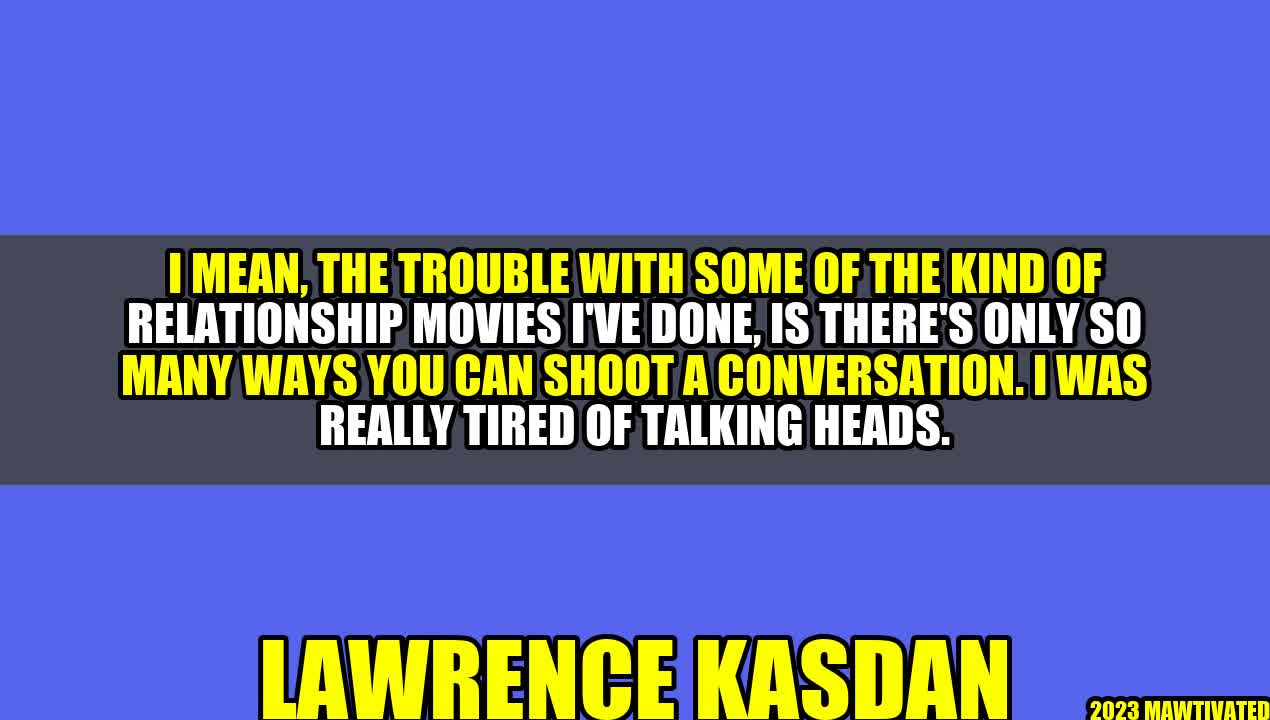 I MEAN, THE TROUBLE WITH SOME OF THE KIND OF
RELATIONSHIP MOVIES I'VE DONE, IS THERE'S ONLY SO
MANY WAYS YOU CAN SHOOT A CONVERSATION. I WAS
REALLY TIRED OF TALKING HEADS.
LAWRENCE KASDAN
2023 MAWTIVATED